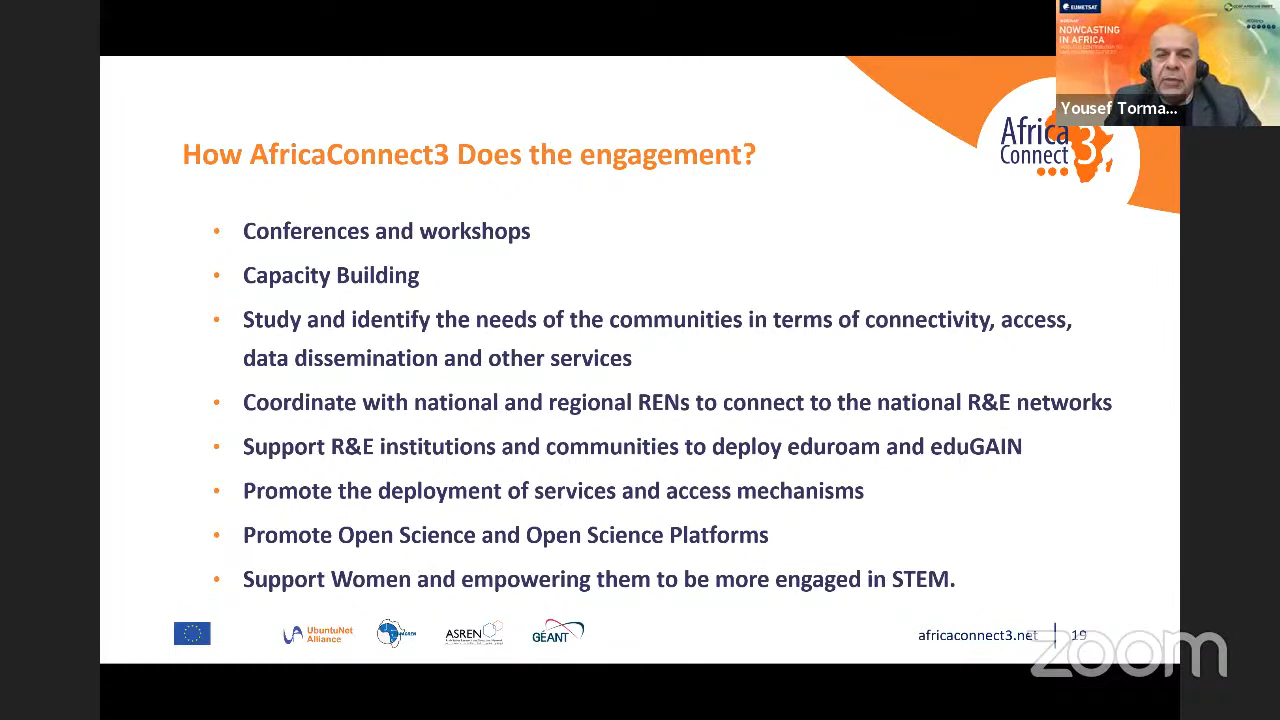 EUMETSAT
WEBINAR
NOWCASTING
IN AFRICA
Yousef Torma...
Africa
Connect
3
How AfricaConnect3 Does the engagement?
• Conferences and workshops
• Capacity Building
• Study and identify the needs of the communities in terms of connectivity, access,
data dissemination and other services
• Coordinate with national and regional RENs to connect to the national R&E networks
• Support R&E institutions and communities to deploy eduroam and eduGAIN
• Promote the deployment of services and access mechanisms
• Promote Open Science and Open Science Platforms
• Support Women and empowering them to be more engaged in STEM.
UbuntuNet
Alliance
ASREN
GÉANT
africaconnect3.net
19
zoom